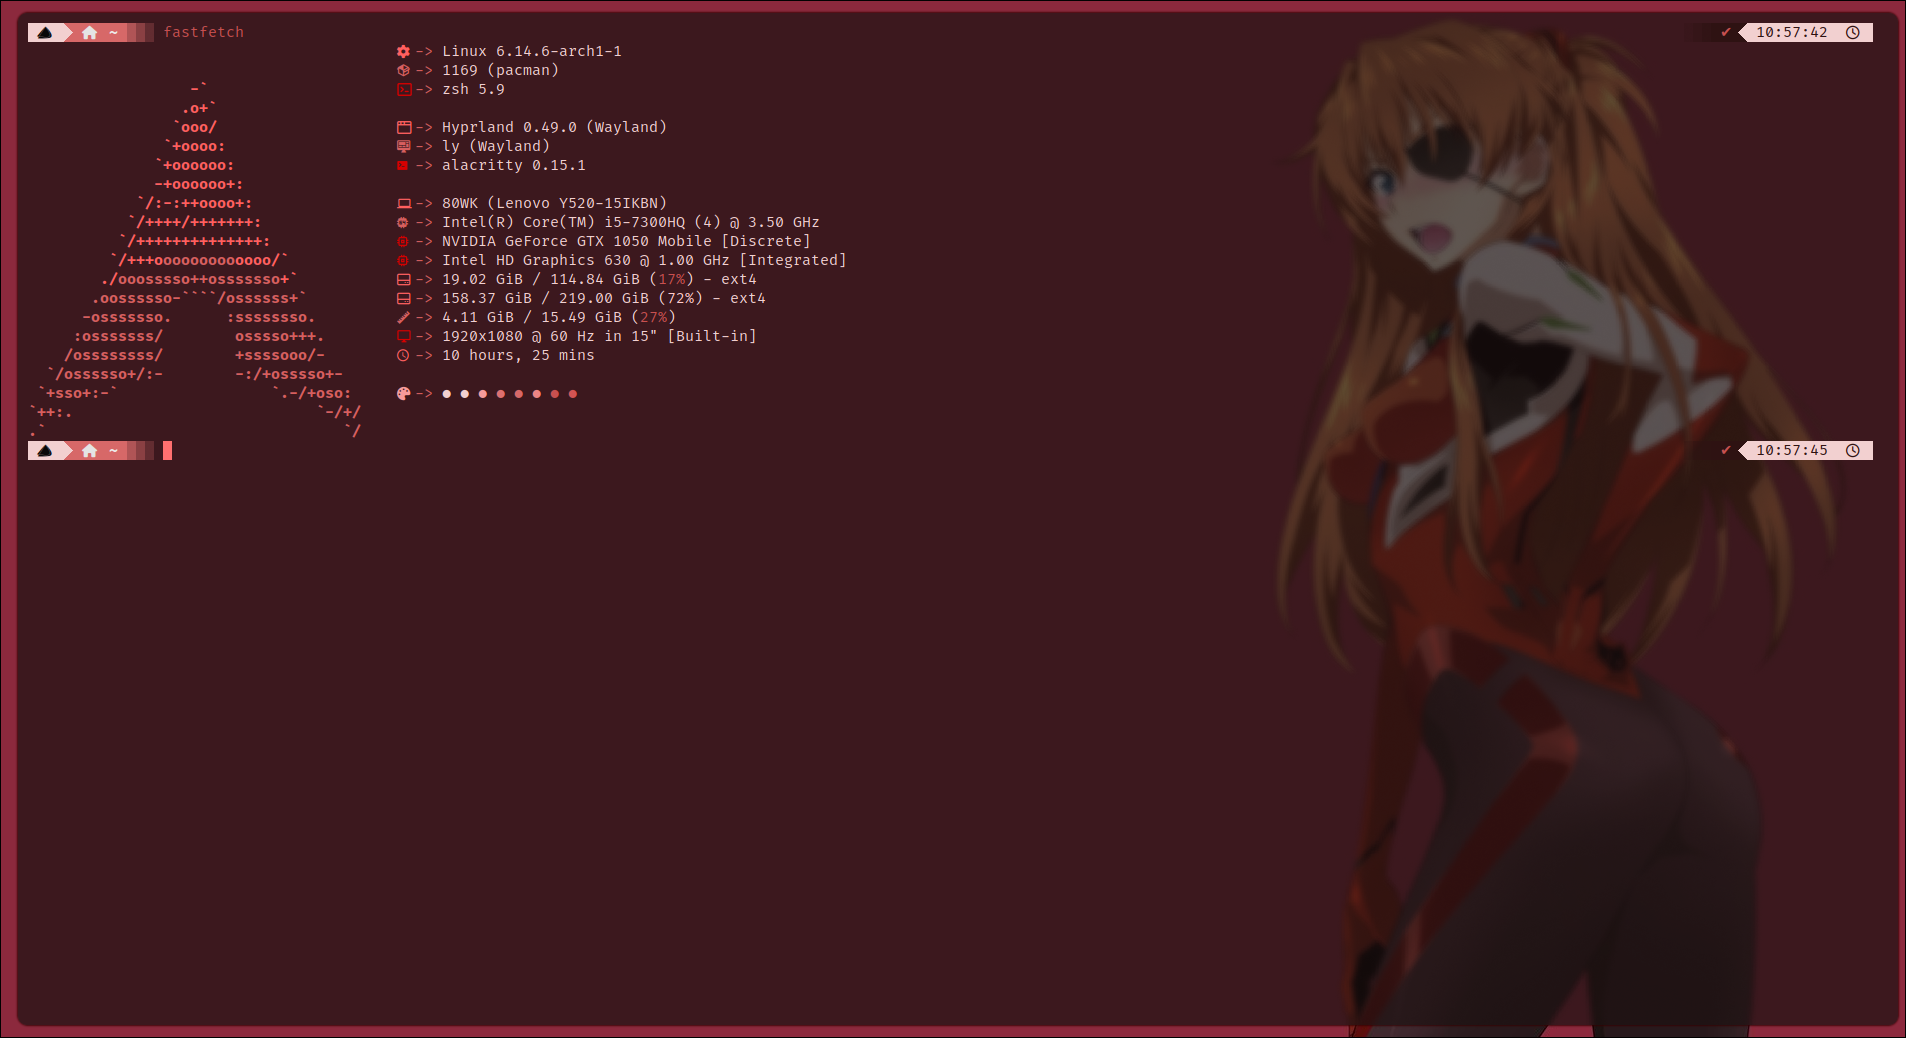 ~ fastfetch ✔ 10:57:42
-> Linux 6.14.6-arch1-1
-> 1169 (pacman)
-` -> zsh 5.9
.o+`
`ooo/ -> Hyprland 0.49.0 (Wayland)
`+oooo: -> ly (Wayland)
`+oooooo: -> alacritty 0.15.1
-+oooooo+:
`/:-:++oooo+: -> 80WK (Lenovo Y520-15IKBN)
`/++++/+++++++: -> Intel(R) Core(TM) i5-7300HQ (4) @ 3.50 GHz
`/++++++++++++++: -> NVIDIA GeForce GTX 1050 Mobile [Discrete]
`/+++ooooooooooooo/` -> Intel HD Graphics 630 @ 1.00 GHz [Integrated]
./ooosssso++osssssso+` -> 19.02 GiB / 114.84 GiB (17%) - ext4
.oossssso-````/ossssss+` -> 158.37 GiB / 219.00 GiB (72%) - ext4
-osssssso. :ssssssso. -> 4.11 GiB / 15.49 GiB (27%)
:osssssss/ osssso+++. -> 1920x1080 @ 60 Hz in 15" [Built-in]
/ossssssss/ +ssssooo/- -> 10 hours, 25 mins
`/ossssso+/:- -:/+osssso+-
`+sso+:-` `.-/+oso: -> ● ● ● ● ● ● ● ●
`++:. `-/+/
.` `/
~ ✔ 10:57:45